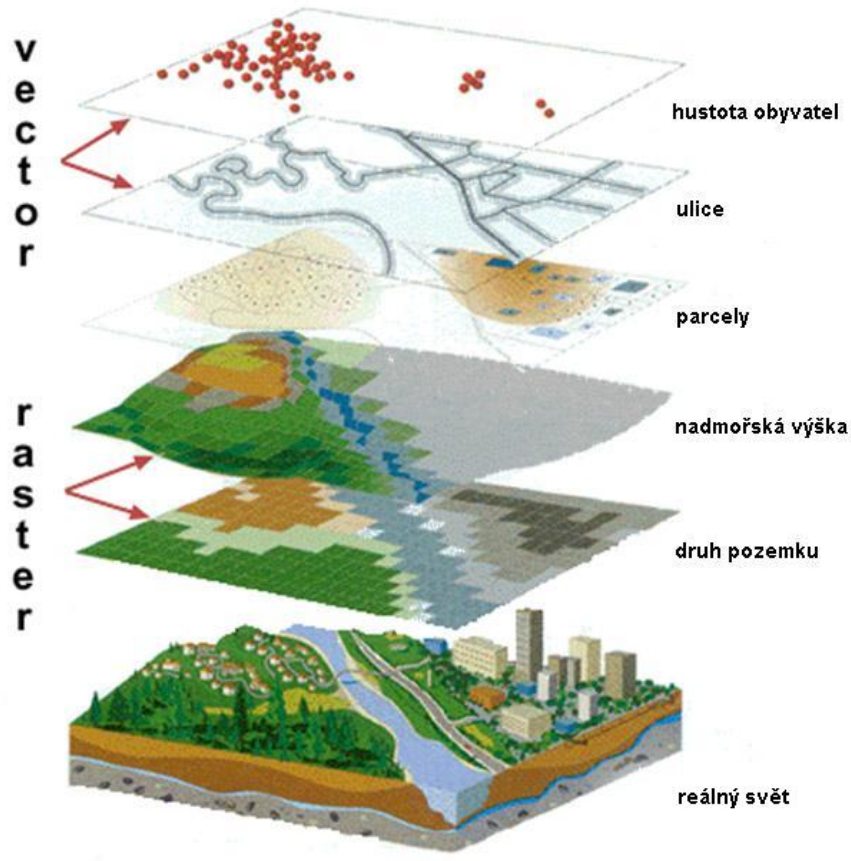 vector
hustota obyvatel
ulice
parcely
raster
nadmořská výška
druh pozemku
reálný svět